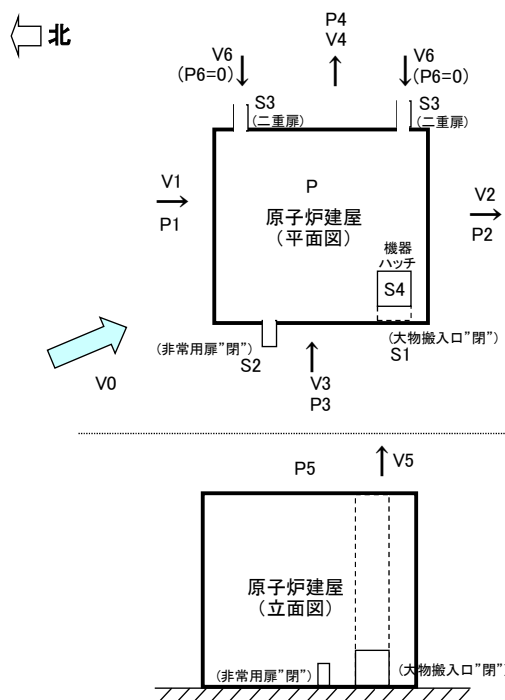 北
P4
V4
V6
(P6=0)
V6
(P6=0)
S3
(二重扉)
S3
(二重扉)
V1
P1
P
原子炉建屋
(平面図)
V2
P2
機器
ハッチ
S4
(非常用扉”閉”)
S2
(大物搬入口”閉”)
S1
V0
V3
P3
P5
V5
原子炉建屋
(立面図)
(非常用扉”閉”)
(大物搬入口”閉”)